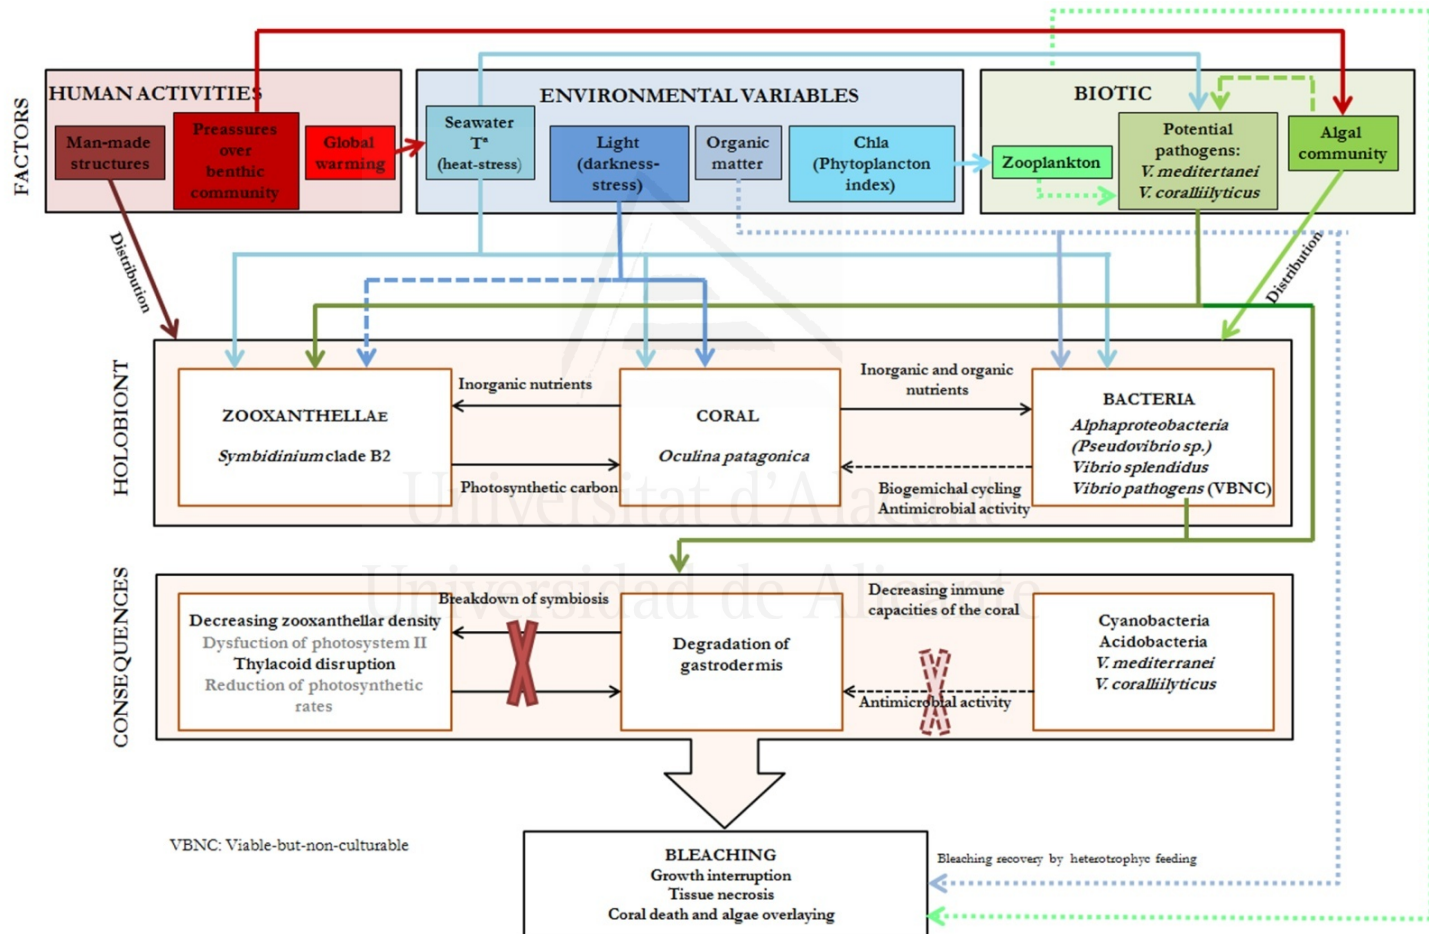 FACTORS
HUMAN ACTIVITIES
Man-made
structures
Preassures
over
benthic
community
Global
warming
ENVIRONMENTAL VARIABLES
Seawater
Tª
(heat-stress)
Light
(darkness-
stress)
Organic
matter
Chla
(Phytoplancton
index)
BIOTIC
Zooplankton
Potential
pathogens:
V. meditertanei
V. coralliilyticus
Algal
community
Distribution
Distribution
HOLOBIONT
ZOOXANTHELLAE
Symbidinium clade B2
Inorganic nutrients
Photosynthetic carbon
CORAL
Oculina patagonica
Inorganic and organic
nutrients
Biogemichal cycling
Antimicrobial activity
BACTERIA
Alphaproteobacteria
(Pseudovibrio sp.)
Vibrio splendidus
Vibrio pathogens (VBNC)
Universitat d'Alacant
Universidad de Alicante
CONSEQUENCES
Decreasing zooxanthellar density
Dysfuction of photosystem II
Thylacoid disruption
Reduction of photosynthetic
rates
Breakdown of symbiosis
Degradation of
gastrodermis
Decreasing inmune
capacities of the coral
Antimicrobial activity
Cyanobacteria
Acidobacteria
V. mediterranei
V. coralliilyticus
VBNC: Viable-but-non-culturable
BLEACHING
Growth interruption
Tissue necrosis
Coral death and algae overlaying
Bleaching recovery by heterotrophyc feeding